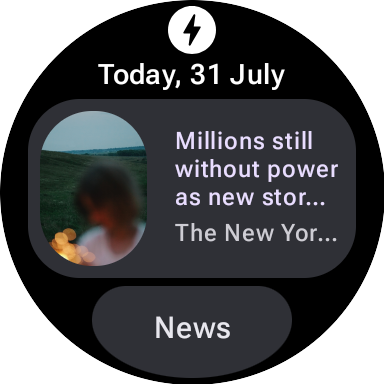 Today, 31 July
Millions still
without power
as new stor...
The New Yor...
News